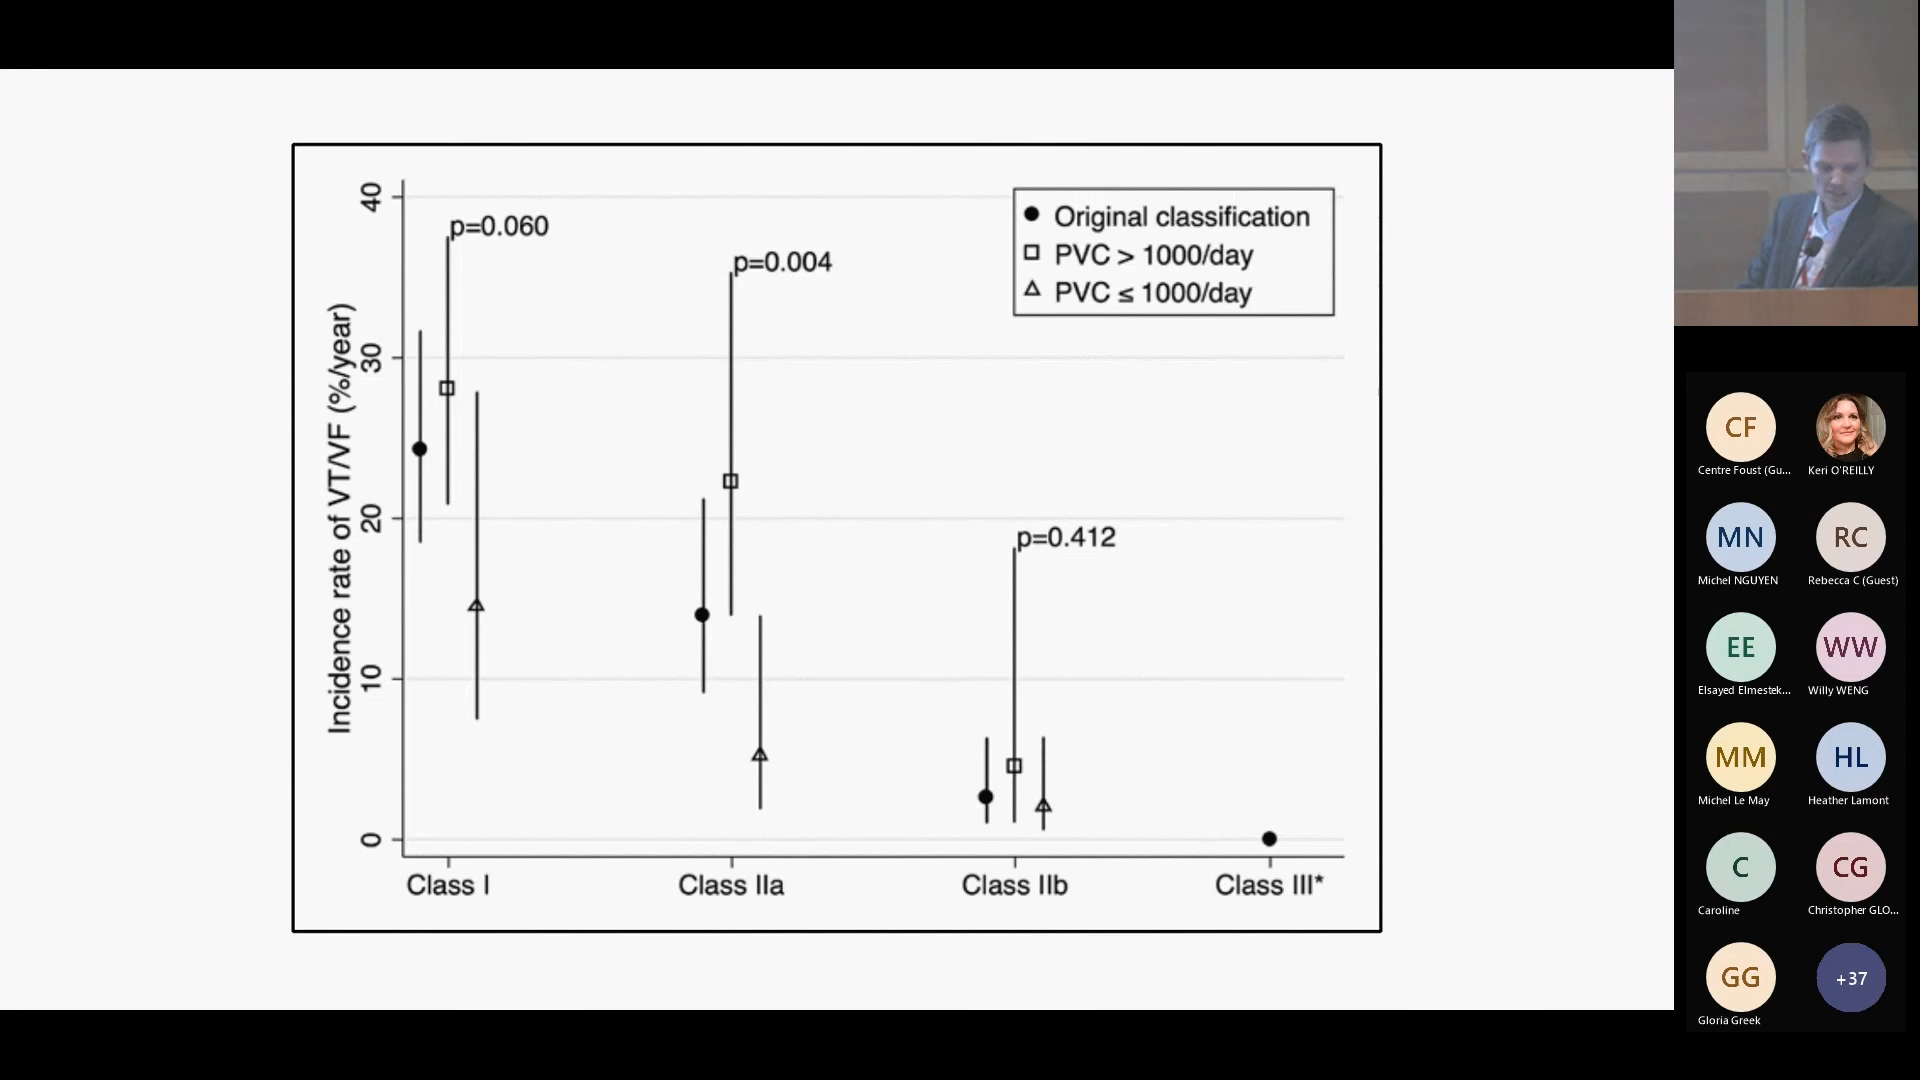 40
30
20
10
0
Incidence rate of VT/VF (%/year)
p=0.060
p=0.004
p=0.412
Original classification
PVC > 1000/day
PVC ≤ 1000/day
Class I
Class IIa
Class IIb
Class III*
CF
Centre Foust (Gu...
Keri O'REILLY
MN
Michel NGUYEN
RC
Rebecca C (Guest)
EE
Elsayed Elmestek...
WW
Willy WENG
MM
Michel Le May
HL
Heather Lamont
C
Caroline
CG
Christopher GLO...
GG
Gloria Greek
+37